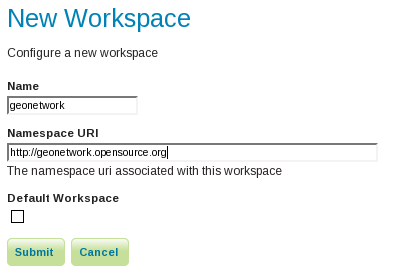 New Workspace
Configure a new workspace
Name
geonetwork
Namespace URI
http://geonetwork.opensource.org
The namespace uri associated with this workspace
Default Workspace
Submit Cancel